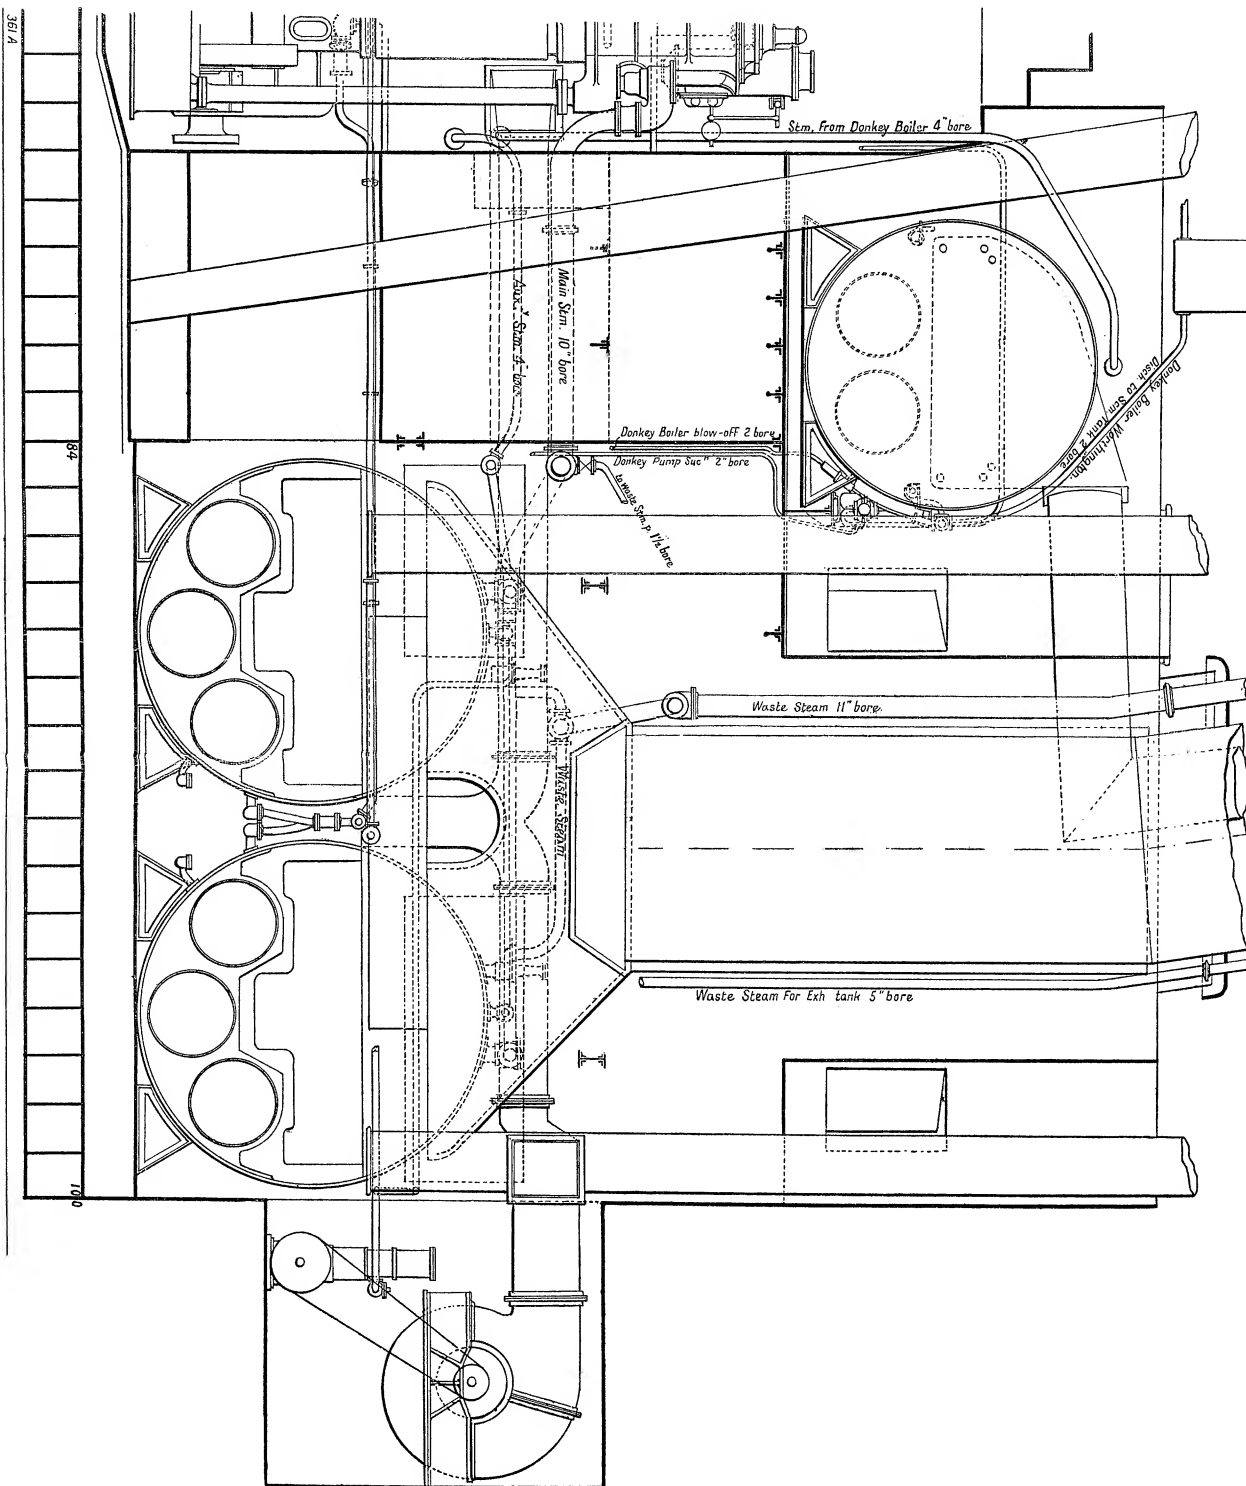 361A
Stm. From Donkey Boiler 4" bore
Main Stm. 10" bore
Aux.y Stm. 4" bore
Donkey Boiler Worthington.
Disch to Stm. Tank 2" bore
84
Donkey Boiler blow-off 2 bore
Donkey Pump Suc" 2" bore
to Waste Stm. p. 1½ bore
Waste Steam 11" bore.
Waste Steam
Waste Steam For Exh tank 5" bore
100